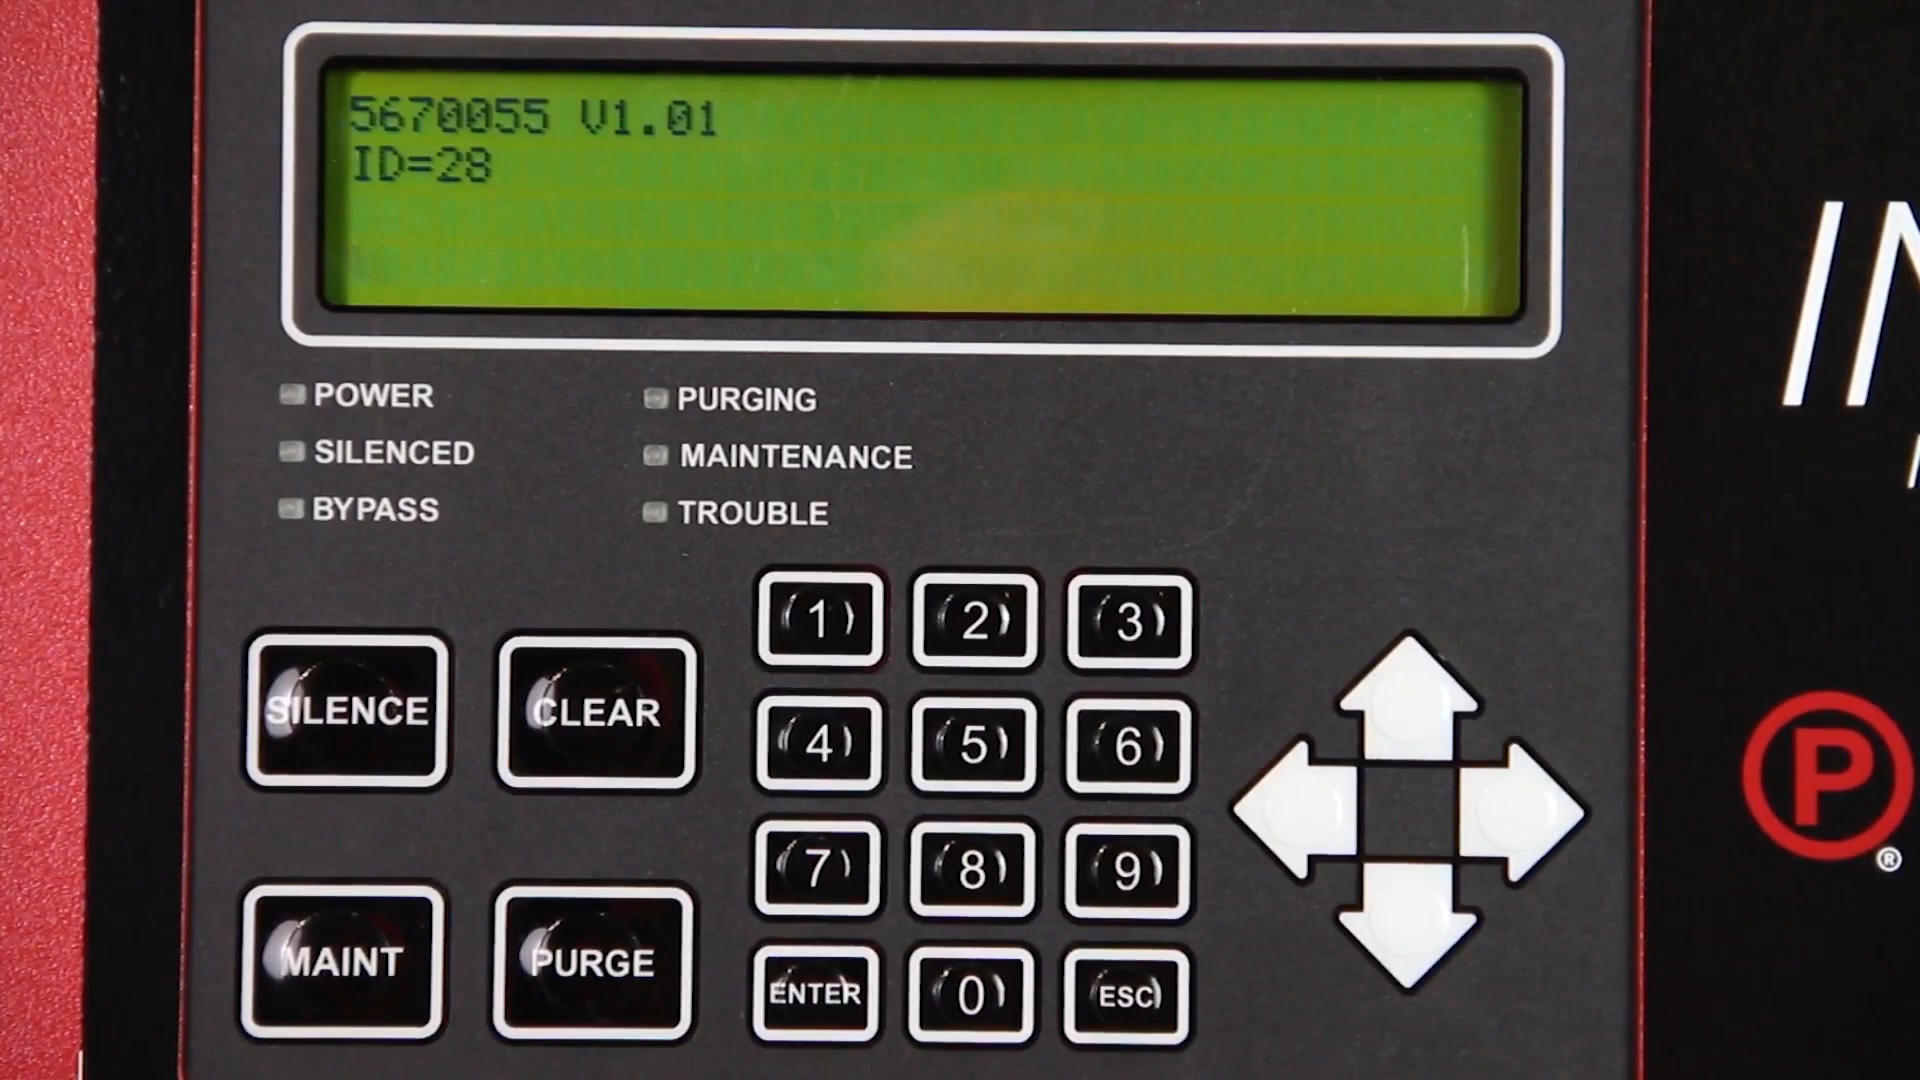 5670055 V1.01
ID=28
POWER
PURGING
SILENCED
MAINTENANCE
BYPASS
TROUBLE
SILENCE
CLEAR
1
2
3
4
5
6
MAINT
PURGE
7
8
9
ENTER
0
ESC
P
®